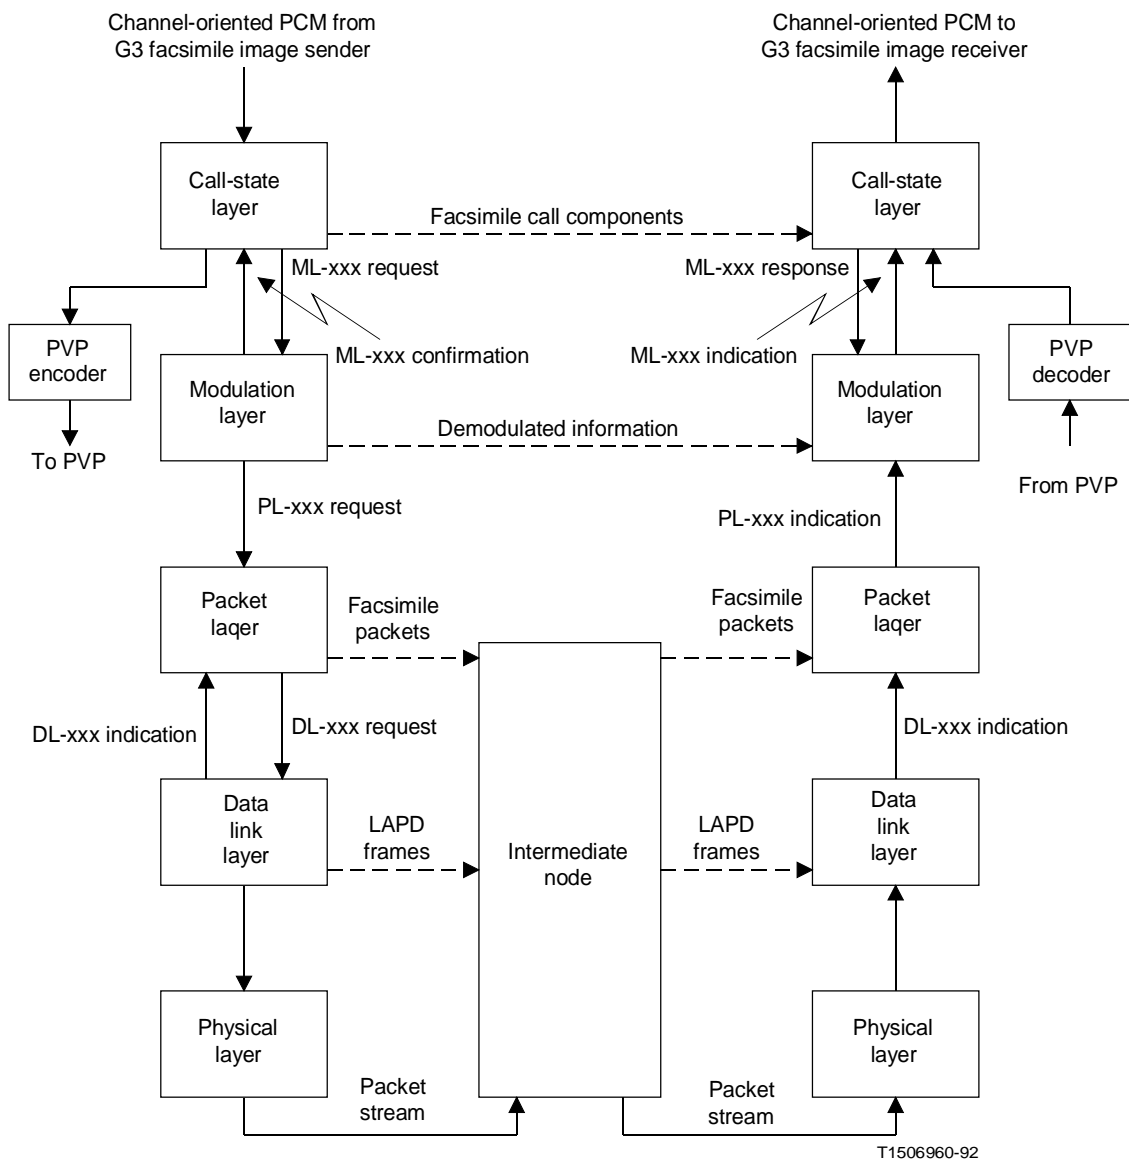 Channel-oriented PCM from
G3 facsimile image sender
Channel-oriented PCM to
G3 facsimile image receiver
Call-state
layer
Call-state
layer
Facsimile call components
ML-xxx request
ML-xxx response
PVP
encoder
ML-xxx confirmation
ML-xxx indication
PVP
decoder
Modulation
layer
Modulation
layer
Demodulated information
To PVP
From PVP
PL-xxx request
PL-xxx indication
Packet
laqer
Facsimile
packets
Facsimile
packets
Packet
laqer
DL-xxx indication
DL-xxx request
DL-xxx indication
Data
link
layer
LAPD
frames
Intermediate
node
LAPD
frames
Data
link
layer
Physical
layer
Physical
layer
Packet
stream
Packet
stream
T1506960-92